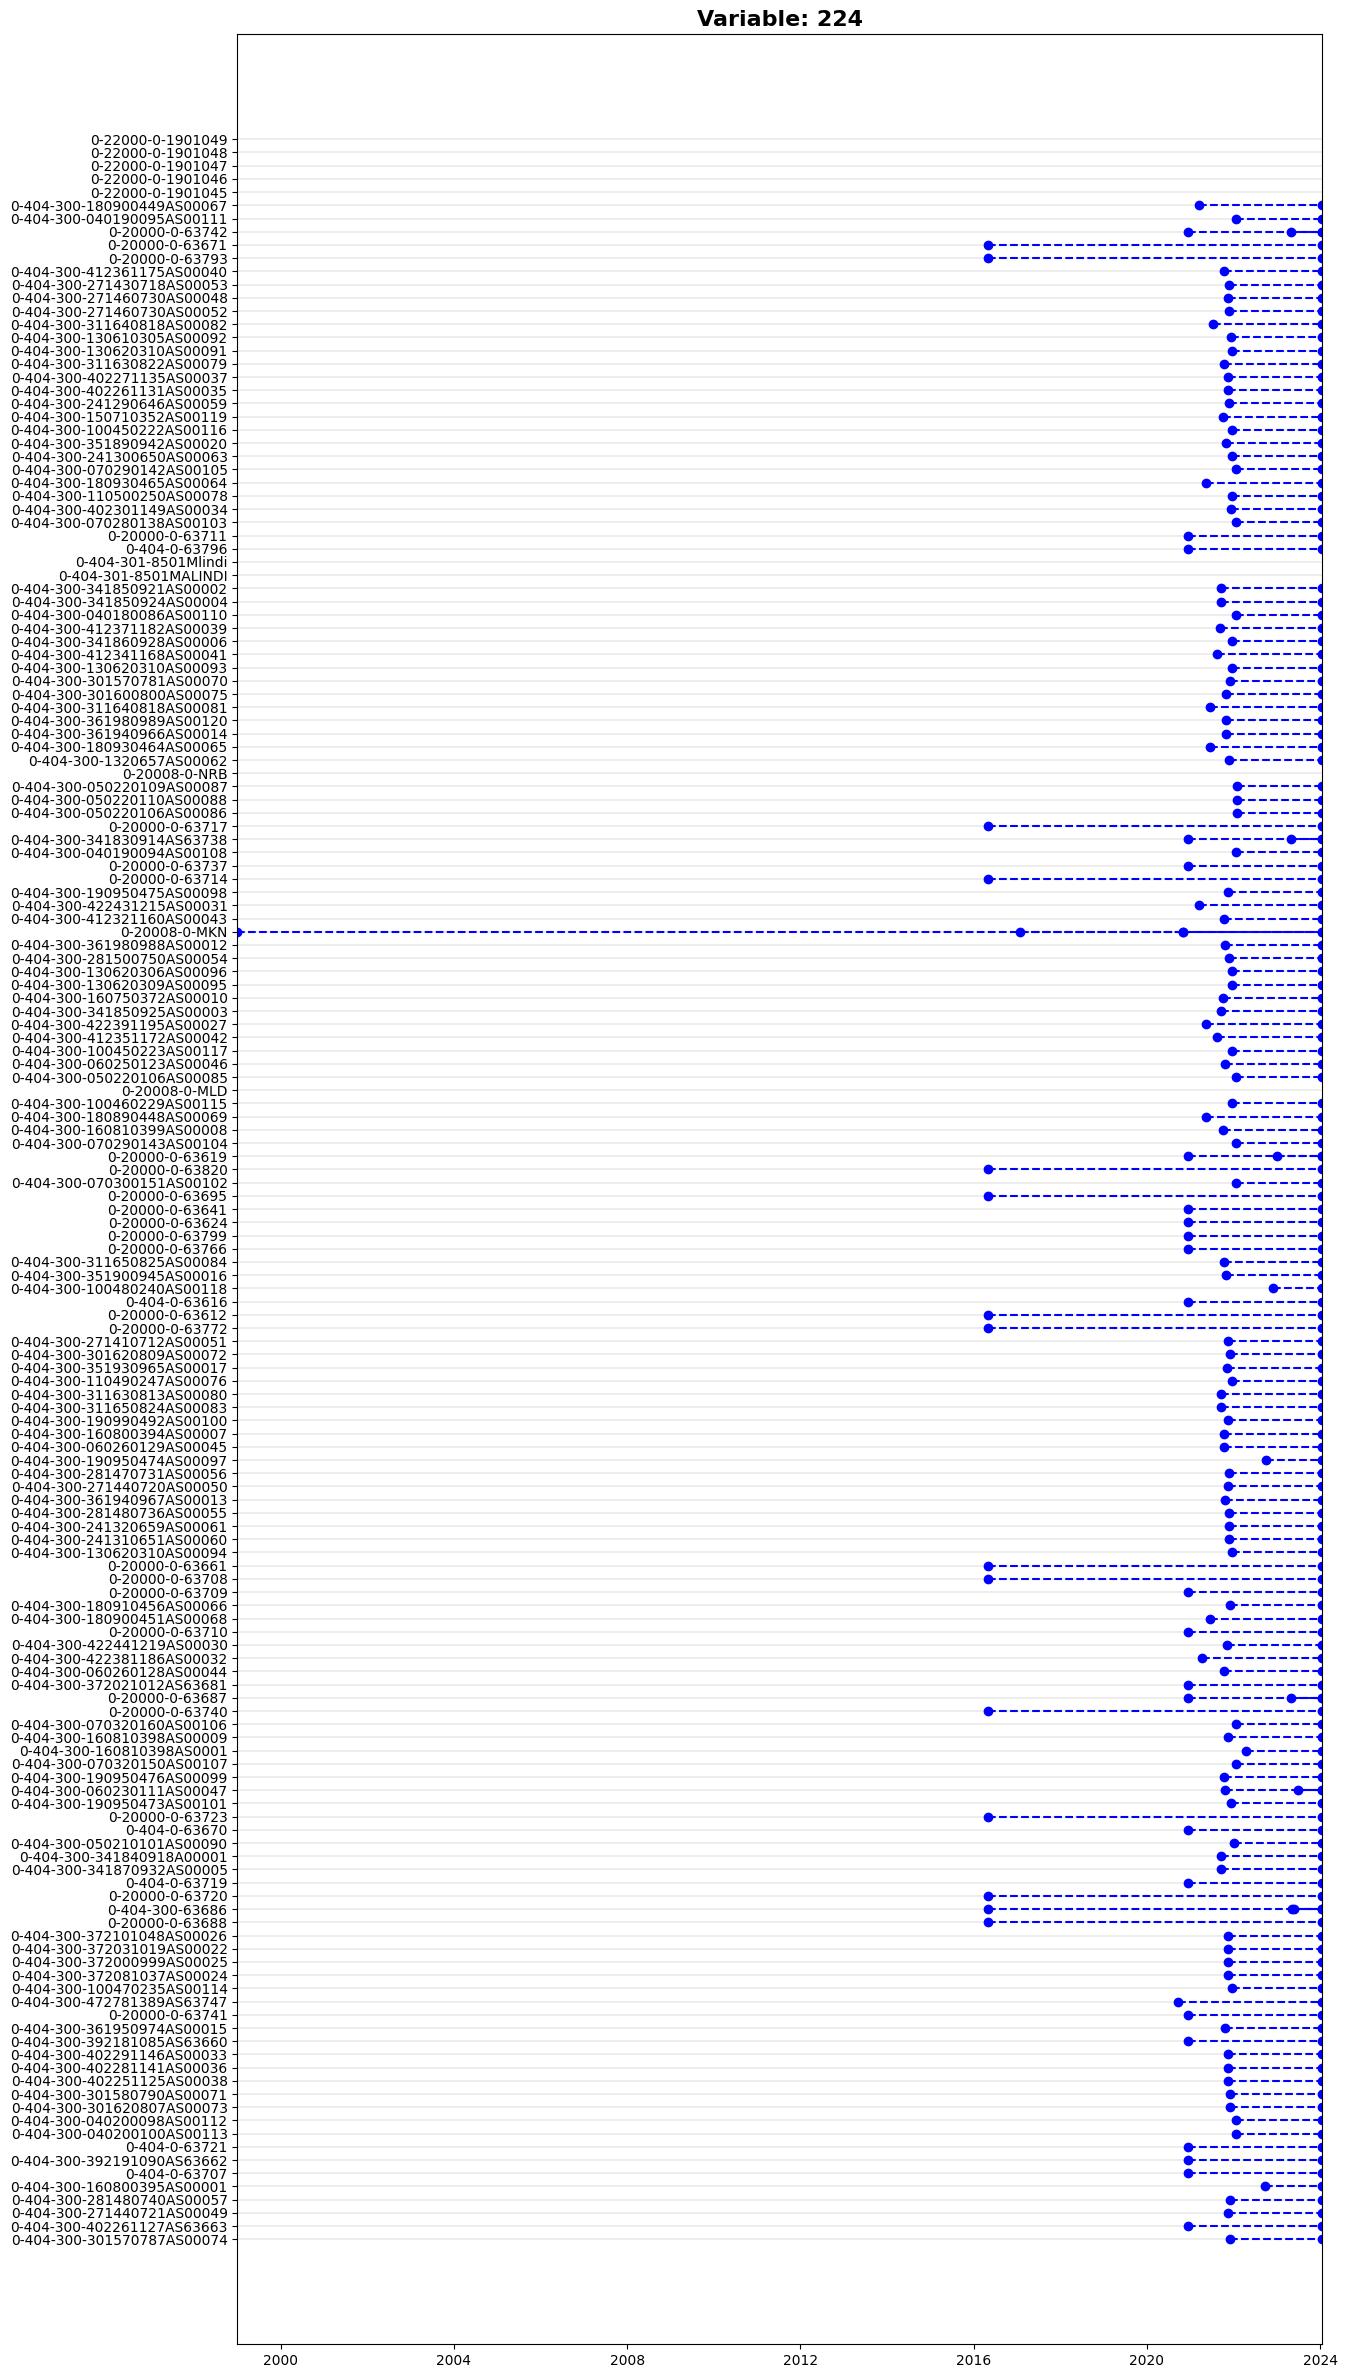 Variable: 224
0-22000-0-1901049
0-22000-0-1901048
0-22000-0-1901047
0-22000-0-1901046
0-22000-0-1901045
0-404-300-180900449AS00067
0-404-300-040190095AS00111
0-20000-0-63742
0-20000-0-63671
0-20000-0-63793
0-404-300-412361175AS00040
0-404-300-271430718AS00053
0-404-300-271460730AS00048
0-404-300-271460730AS00052
0-404-300-311640818AS00082
0-404-300-130610305AS00092
0-404-300-130620310AS00091
0-404-300-311630822AS00079
0-404-300-402271135AS00037
0-404-300-402261131AS00035
0-404-300-241290646AS00059
0-404-300-150710352AS00119
0-404-300-100450222AS00116
0-404-300-351890942AS00020
0-404-300-241300650AS00063
0-404-300-070290142AS00105
0-404-300-180930465AS00064
0-404-300-110500250AS00078
0-404-300-402301149AS00034
0-404-300-070280138AS00103
0-20000-0-63711
0-404-0-63796
0-404-301-8501Mlindi
0-404-301-8501MALINDI
0-404-300-341850921AS00002
0-404-300-341850924AS00004
0-404-300-040180086AS00110
0-404-300-412371182AS00039
0-404-300-341860928AS00006
0-404-300-412341168AS00041
0-404-300-130620310AS00093
0-404-300-301570781AS00070
0-404-300-301600800AS00075
0-404-300-311640818AS00081
0-404-300-361980989AS00120
0-404-300-361940966AS00014
0-404-300-180930464AS00065
0-404-300-1320657AS00062
0-20008-0-NRB
0-404-300-050220109AS00087
0-404-300-050220110AS00088
0-404-300-050220106AS00086
0-20000-0-63717
0-404-300-341830914AS63738
0-404-300-040190094AS00108
0-20000-0-63737
0-20000-0-63714
0-404-300-190950475AS00098
0-404-300-422431215AS00031
0-404-300-412321160AS00043
0-20008-0-MKN
0-404-300-361980988AS00012
0-404-300-281500750AS00054
0-404-300-130620306AS00096
0-404-300-130620309AS00095
0-404-300-160750372AS00010
0-404-300-341850925AS00003
0-404-300-422391195AS00027
0-404-300-412351172AS00042
0-404-300-100450223AS00117
0-404-300-060250123AS00046
0-404-300-050220106AS00085
0-20008-0-MLD
0-404-300-100460229AS00115
0-404-300-180890448AS00069
0-404-300-160810399AS00008
0-404-300-070290143AS00104
0-20000-0-63619
0-20000-0-63820
0-404-300-070300151AS00102
0-20000-0-63695
0-20000-0-63641
0-20000-0-63624
0-20000-0-63799
0-20000-0-63766
0-404-300-311650825AS00084
0-404-300-351900945AS00016
0-404-300-100480240AS00118
0-404-0-63616
0-20000-0-63612
0-20000-0-63772
0-404-300-271410712AS00051
0-404-300-301620809AS00072
0-404-300-351930965AS00017
0-404-300-110490247AS00076
0-404-300-311630813AS00080
0-404-300-311650824AS00083
0-404-300-190990492AS00100
0-404-300-160800394AS00007
0-404-300-060260129AS00045
0-404-300-190950474AS00097
0-404-300-281470731AS00056
0-404-300-271440720AS00050
0-404-300-361940967AS00013
0-404-300-281480736AS00055
0-404-300-241320659AS00061
0-404-300-241310651AS00060
0-404-300-130620310AS00094
0-20000-0-63661
0-20000-0-63708
0-20000-0-63709
0-404-300-180910456AS00066
0-404-300-180900451AS00068
0-20000-0-63710
0-404-300-422441219AS00030
0-404-300-422381186AS00032
0-404-300-060260128AS00044
0-404-300-372021012AS63681
0-20000-0-63687
0-20000-0-63740
0-404-300-070320160AS00106
0-404-300-160810398AS00009
0-404-300-160810398AS0001
0-404-300-070320150AS00107
0-404-300-190950476AS00099
0-404-300-060230111AS00047
0-404-300-190950473AS00101
0-20000-0-63723
0-404-0-63670
0-404-300-050210101AS00090
0-404-300-341840918A00001
0-404-300-341870932AS00005
0-404-0-63719
0-20000-0-63720
0-404-300-63686
0-20000-0-63688
0-404-300-372101048AS00026
0-404-300-372031019AS00022
0-404-300-372000999AS00025
0-404-300-372081037AS00024
0-404-300-100470235AS00114
0-404-300-472781389AS63747
0-20000-0-63741
0-404-300-361950974AS00015
0-404-300-392181085AS63660
0-404-300-402291146AS00033
0-404-300-402281141AS00036
0-404-300-402251125AS00038
0-404-300-301580790AS00071
0-404-300-301620807AS00073
0-404-300-040200098AS00112
0-404-300-040200100AS00113
0-404-0-63721
0-404-300-392191090AS63662
0-404-0-63707
0-404-300-160800395AS00001
0-404-300-281480740AS00057
0-404-300-271440721AS00049
0-404-300-402261127AS63663
0-404-300-301570787AS00074
2000 2004 2008 2012 2016 2020 2024